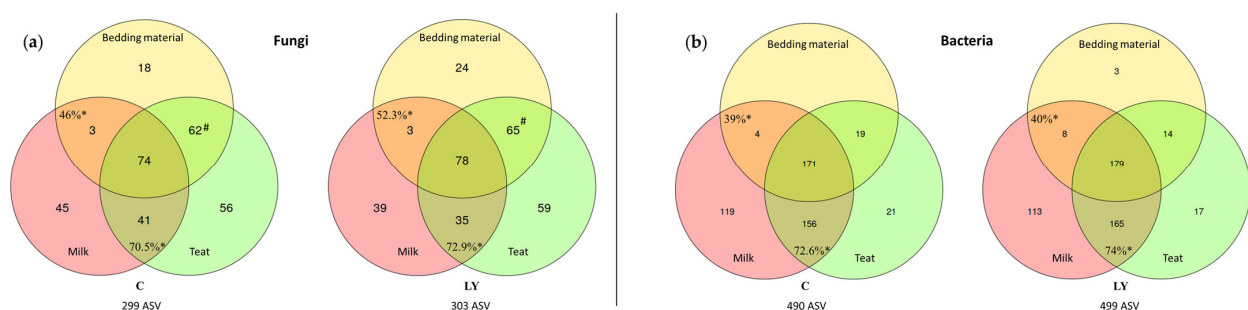 (a)
Fungi
Bedding material
18
46%*
3
62#
74
45
41
56
70.5%*
Milk
Teat
C
299 ASV
Bedding material
24
52.3%*
3
65#
78
39
35
59
72.9%*
Milk
Teat
LY
303 ASV
(b)
Bacteria
Bedding material
39%*
4
19
171
119
156
21
72.6%*
Milk
Teat
C
490 ASV
Bedding material
3
40%*
8
14
179
113
165
17
74%*
Milk
Teat
LY
499 ASV